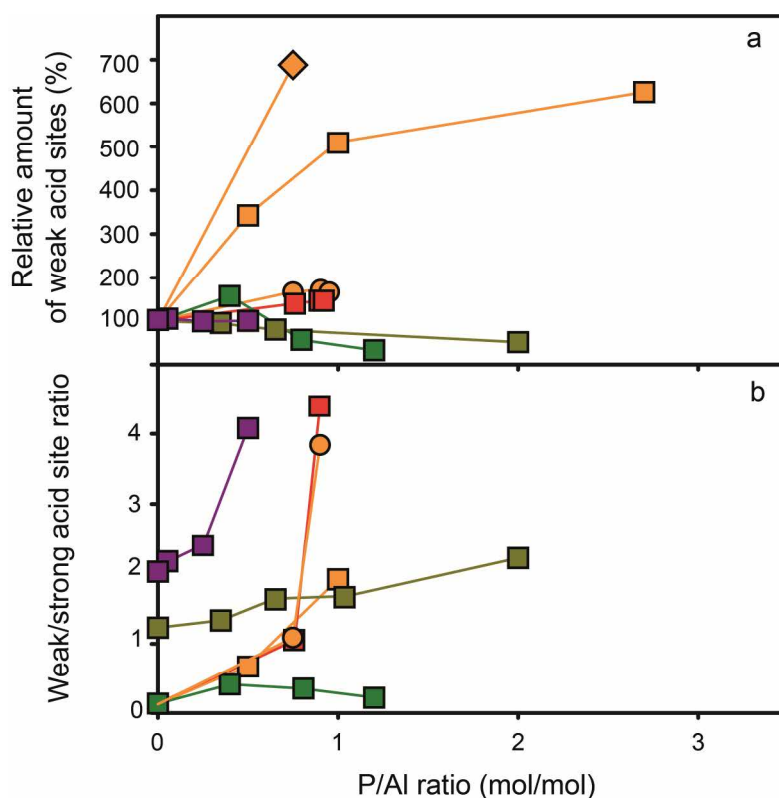 a
Relative amount
of weak acid sites (%)
700
600
500
400
300
200
100
b
Weak/strong acid site ratio
4
3
2
1
0
0 1 2 3
P/Al ratio (mol/mol)